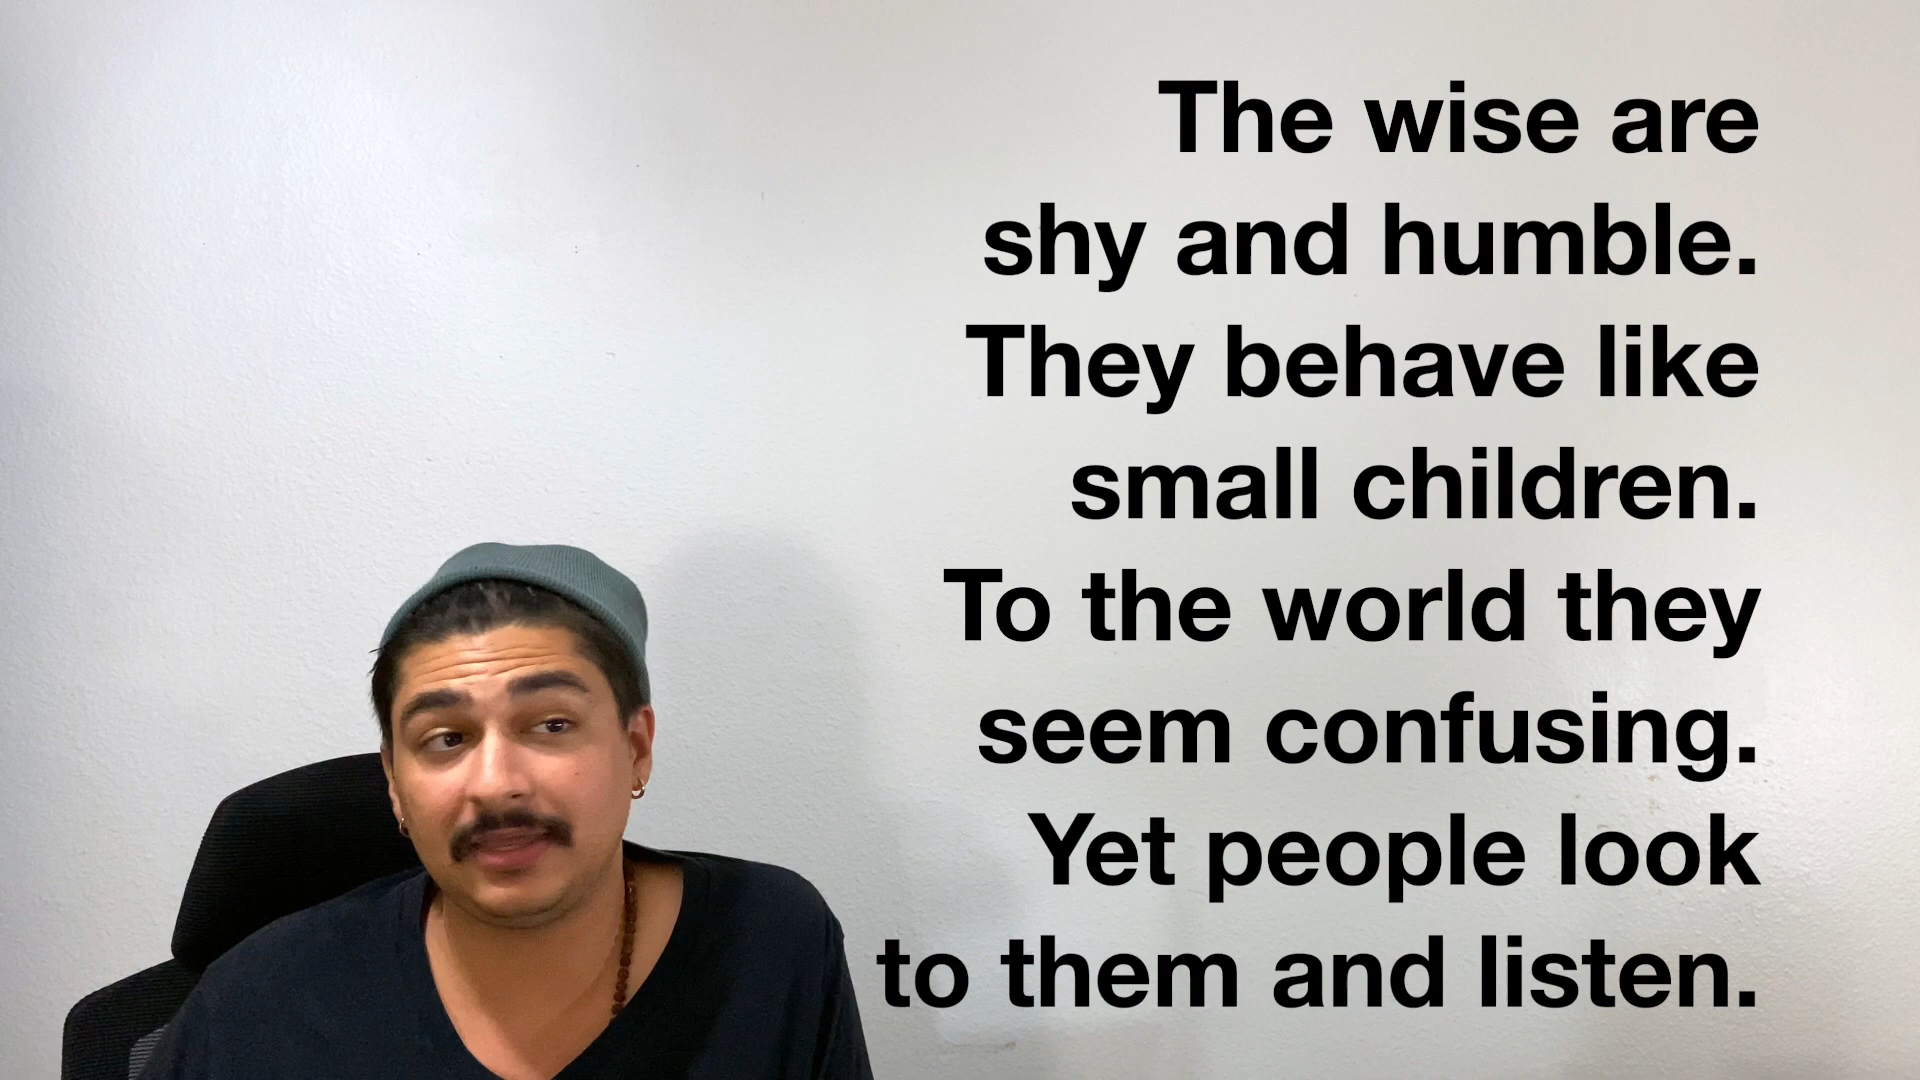 The wise are
shy and humble.
They behave like
small children.
To the world they
seem confusing.
Yet people look
to them and listen.